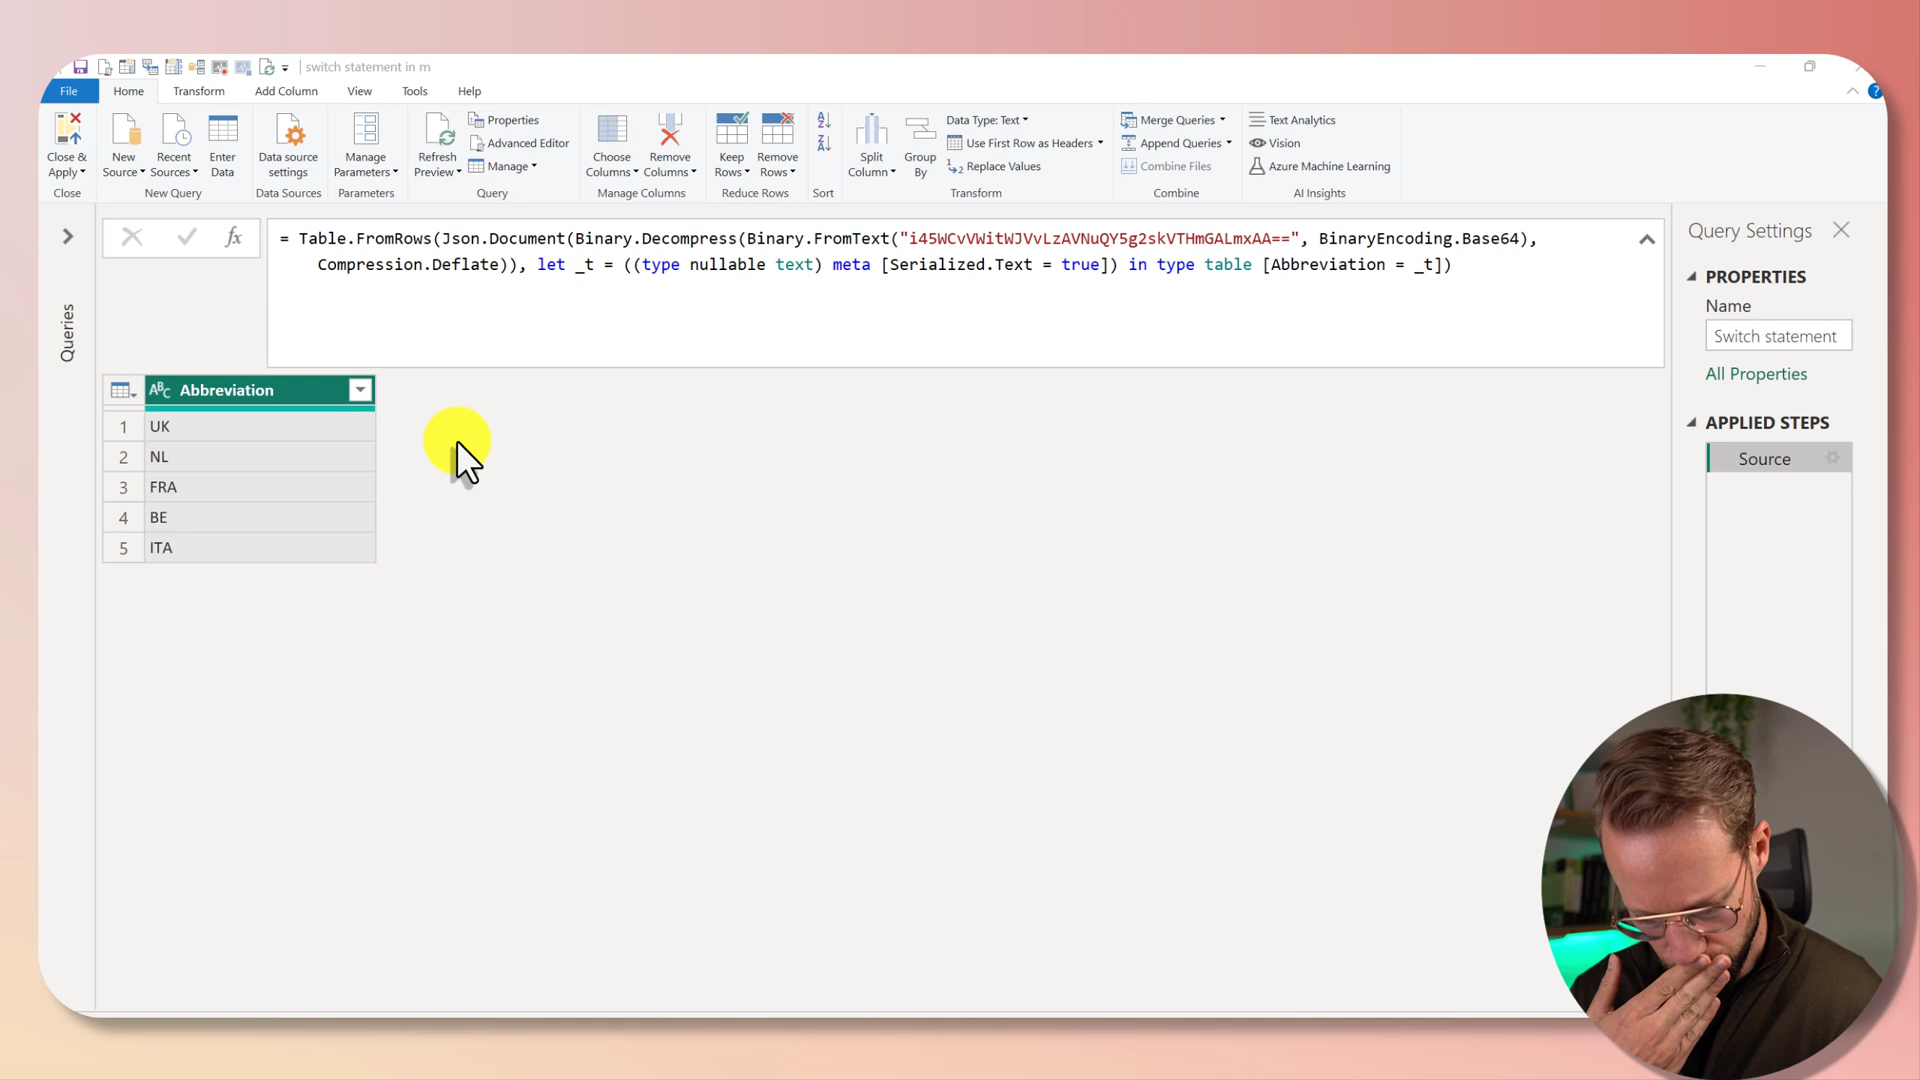 switch statement in m
File Home Transform Add Column View Tools Help
Close & Apply
Close
New Source
Recent Sources
Enter Data
New Query
Data source settings
Data Sources
Manage Parameters
Parameters
Refresh Preview
Properties
Advanced Editor
Manage
Query
Choose Columns
Remove Columns
Manage Columns
Keep Rows
Remove Rows
Reduce Rows
Sort
Split Column
Group By
Data Type: Text
Use First Row as Headers
Replace Values
Transform
Merge Queries
Append Queries
Combine Files
Combine
Text Analytics
Vision
Azure Machine Learning
AI Insights
fx
= Table.FromRows(Json.Document(Binary.Decompress(Binary.FromText("i45WCvVWitWJVvLzAVNuQY5g2skVTHmGALmxAA==", BinaryEncoding.Base64),
Compression.Deflate)), let _t = ((type nullable text) meta [Serialized.Text = true]) in type table [Abbreviation = _t])
Queries
ABC Abbreviation
1 UK
2 NL
3 FRA
4 BE
5 ITA
Query Settings
PROPERTIES
Name
Switch statement
All Properties
APPLIED STEPS
Source